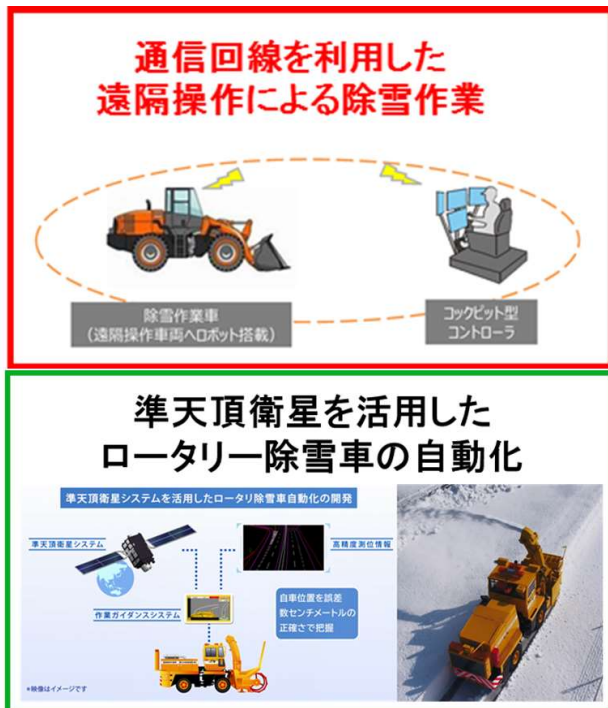 通信回線を利用した
遠隔操作による除雪作業
除雪作業車
（遠隔操作車両へロボット搭載）
コックピット型
コントローラ
準天頂衛星を活用した
ロータリー除雪車の自動化
準天頂衛星システムを活用したロータリ除雪車自動化の開発
準天頂衛星システム
高精度測位情報
作業ガイダンスシステム
自車位置を誤差
数センチメートルの
正確さで把握
*映像はイメージです